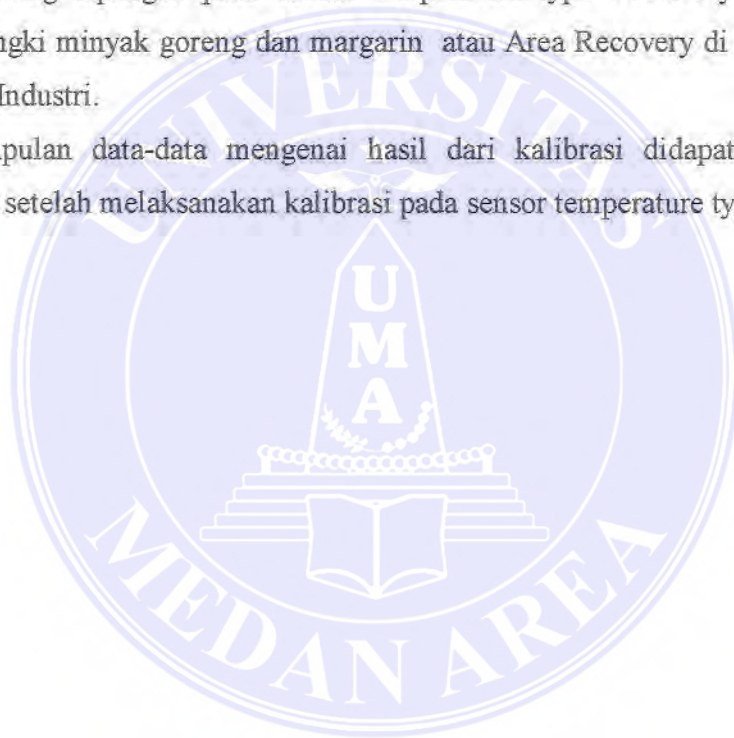 ngki minyak goreng dan margarin atau Area Recovery di
Industri.
pulan data-data mengenai hasil dari kalibrasi didapat
setelah melaksanakan kalibrasi pada sensor temperature ty
UNIVERSITAS
UMA
MEDAN AREA